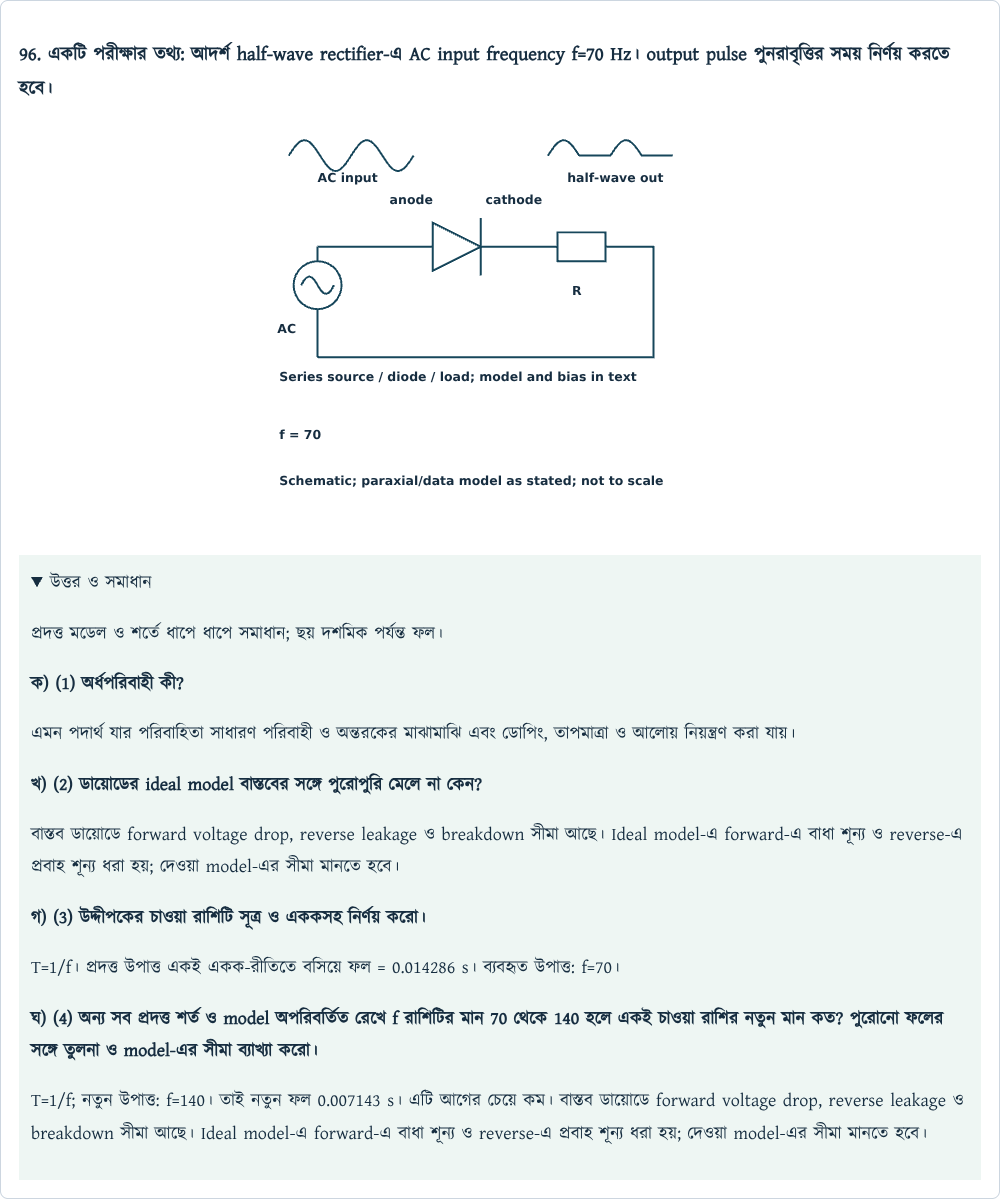 96. একটি পরীক্ষার তথ্য: আদর্শ half-wave rectifier-এ AC input frequency f=70 Hz। output pulse পুনরাবৃত্তির সময় নির্ণয় করতে
হবে।
AC input
half-wave out
anode
cathode
R
AC
Series source / diode / load; model and bias in text
f = 70
Schematic; paraxial/data model as stated; not to scale
▼ উত্তর ও সমাধান
প্রদত্ত মডেল ও শর্তে ধাপে ধাপে সমাধান; ছয় দশমিক পর্যন্ত ফল।
ক) (1) অর্ধপরিবাহী কী?
এমন পদার্থ যার পরিবাহিতা সাধারণ পরিবাহী ও অন্তরকের মাঝামাঝি এবং ডোপিং, তাপমাত্রা ও আলোয় নিয়ন্ত্রণ করা যায়।
খ) (2) ডায়োডের ideal model বাস্তবের সঙ্গে পুরোপুরি মেলে না কেন?
বাস্তব ডায়োডে forward voltage drop, reverse leakage ও breakdown সীমা আছে। Ideal model-এ forward-এ বাধা শূন্য ও reverse-এ
প্রবাহ শূন্য ধরা হয়; দেওয়া model-এর সীমা মানতে হবে।
গ) (3) উদ্দীপকের চাওয়া রাশিটি সূত্র ও এককসহ নির্ণয় করো।
T=1/f। প্রদত্ত উপাত্ত একই একক-রীতিতে বসিয়ে ফল = 0.014286 s। ব্যবহৃত উপাত্ত: f=70।
ঘ) (4) অন্য সব প্রদত্ত শর্ত ও model অপরিবর্তিত রেখে f রাশিটির মান 70 থেকে 140 হলে একই চাওয়া রাশির নতুন মান কত? পুরোনো ফলের
সঙ্গে তুলনা ও model-এর সীমা ব্যাখ্যা করো।
T=1/f; নতুন উপাত্ত: f=140। তাই নতুন ফল 0.007143 s। এটি আগের চেয়ে কম। বাস্তব ডায়োডে forward voltage drop, reverse leakage ও
breakdown সীমা আছে। Ideal model-এ forward-এ বাধা শূন্য ও reverse-এ প্রবাহ শূন্য ধরা হয়; দেওয়া model-এর সীমা মানতে হবে।